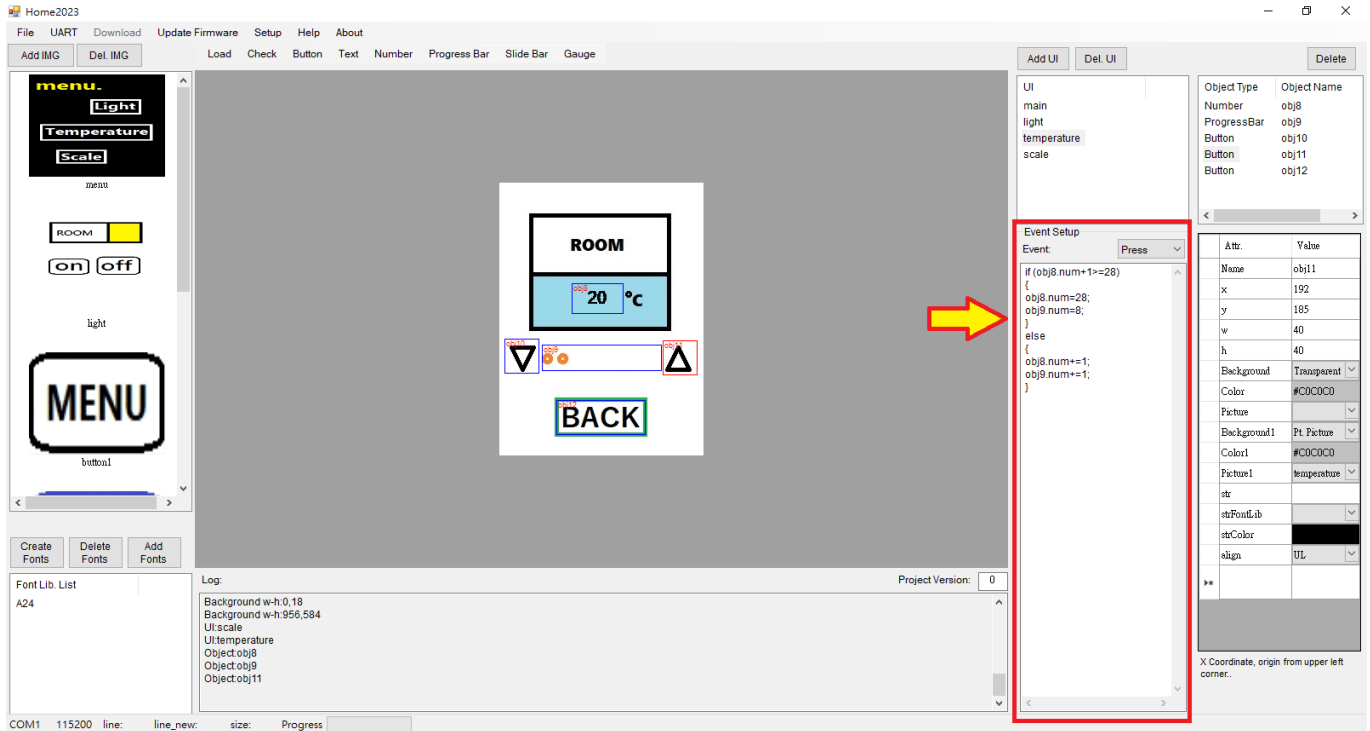 Home2023
File UART Download Update Firmware Setup Help About
Add IMG Del. IMG
Load Check Button Text Number Progress Bar Slide Bar Gauge
Add UI Del. UI
Delete
menu.
Light
Temperature
Scale
menu
ROOM
on off
light
MENU
button1
Create Fonts
Delete Fonts
Add Fonts
Font Lib. List
A24
ROOM
obj8
20 °C
obj10
obj9
obj11
obj12
BACK
Log:
Project Version: 0
Background w-h:0,18
Background w-h:956,584
UI:scale
UI:temperature
Object:obj8
Object:obj9
Object:obj11
UI
main
light
temperature
scale
Event Setup
Event: Press
if (obj8.num+1>=28)
{
obj8.num=28;
obj9.num=8;
}
else
{
obj8.num+=1;
obj9.num+=1;
}
Object Type Object Name
Number obj8
ProgressBar obj9
Button obj10
Button obj11
Button obj12
Attr. Value
Name obj11
x 192
y 185
w 40
h 40
Background Transparent
Color #C0C0C0
Picture
Background1 Pt. Picture
Color1 #C0C0C0
Picture1 temperature
str
strFontLib
strColor
align UL
X Coordinate, origin from upper left
corner..
COM1 115200 line: line_new: size: Progress